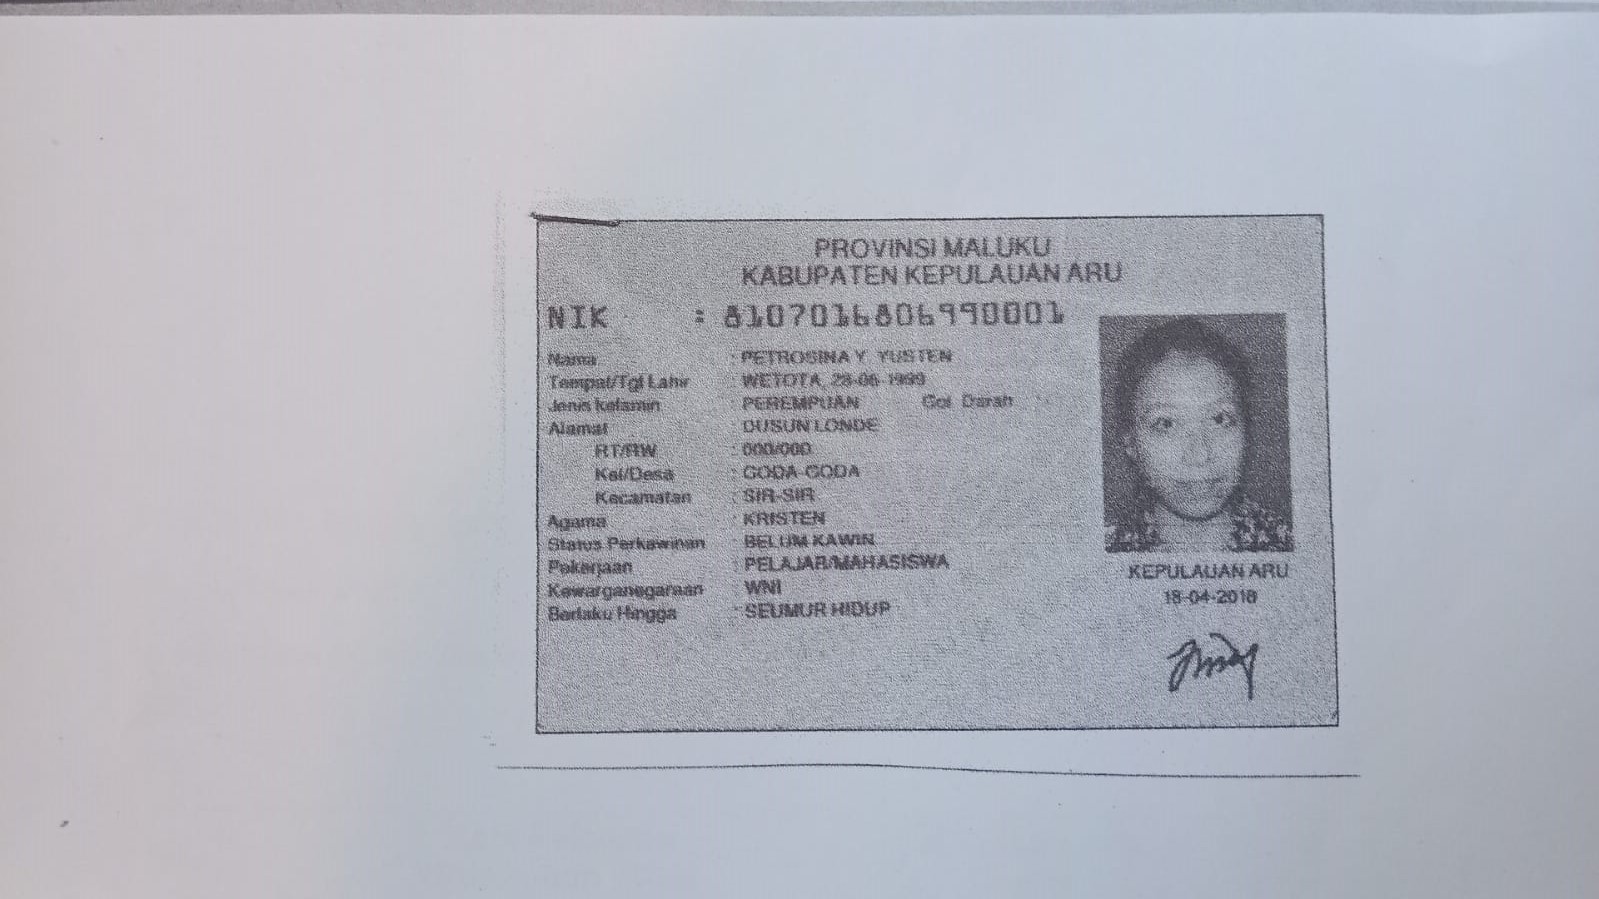 PROVINSI MALUKU
KABUPATEN KEPULAUAN ARU
NIK : 8107016806990001
Nama : PETROSINA Y. YUSTEN
Tempat/Tgl Lahir : WETOTA, 28-06-1999
Jenis kelamin : PEREMPUAN Gol. Darah
Alamat : DUSUN LONDE
RT/RW : 000/000
Kel/Desa : GODA-GODA
Kecamatan : SIR-SIR
Agama : KRISTEN
Status Perkawinan : BELUM KAWIN
Pekerjaan : PELAJAR/MAHASISWA
Kewarganegaraan : WNI
Berlaku Hingga : SEUMUR HIDUP
KEPULAUAN ARU
18-04-2018